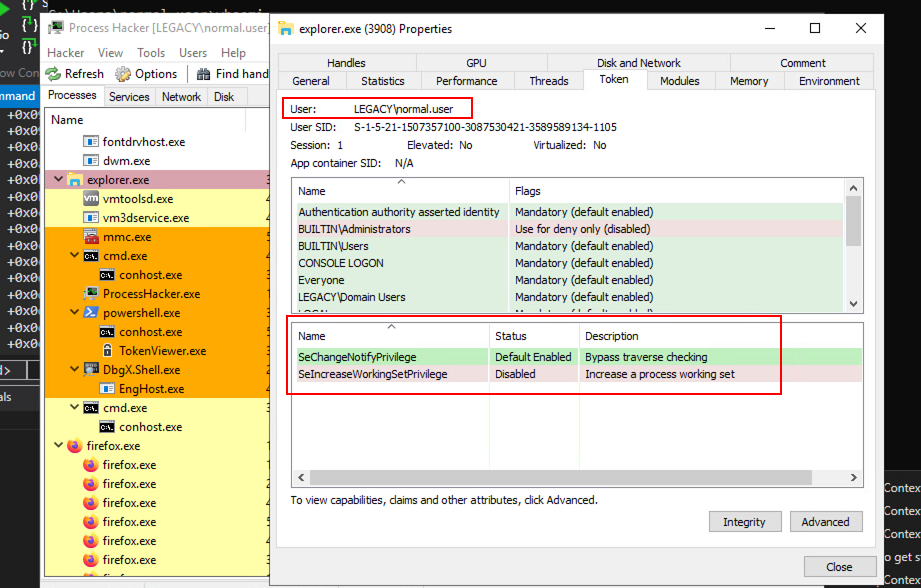 Process Hacker [LEGACY\normal.user]
Hacker View Tools Users Help
Refresh Options Find hand
Processes Services Network Disk
Name
fontdrvhost.exe
dwm.exe
explorer.exe
vmtoolsd.exe
vm3dservice.exe
mmc.exe
cmd.exe
conhost.exe
ProcessHacker.exe
powershell.exe
conhost.exe
TokenViewer.exe
DbgX.Shell.exe
EngHost.exe
cmd.exe
conhost.exe
firefox.exe
firefox.exe
firefox.exe
firefox.exe
firefox.exe
firefox.exe
firefox.exe
explorer.exe (3908) Properties
Handles GPU Disk and Network Comment
General Statistics Performance Threads Token Modules Memory Environment
User: LEGACY\normal.user
User SID: S-1-5-21-1507357100-3087530421-3589589134-1105
Session: 1 Elevated: No Virtualized: No
App container SID: N/A
Name Flags
Authentication authority asserted identity Mandatory (default enabled)
BUILTIN\Administrators Use for deny only (disabled)
BUILTIN\Users Mandatory (default enabled)
CONSOLE LOGON Mandatory (default enabled)
Everyone Mandatory (default enabled)
LEGACY\Domain Users Mandatory (default enabled)
Name Status Description
SeChangeNotifyPrivilege Default Enabled Bypass traverse checking
SeIncreaseWorkingSetPrivilege Disabled Increase a process working set
To view capabilities, claims and other attributes, click Advanced.
Integrity Advanced
Close
Contex
Contex
Contex
o get s
Contex